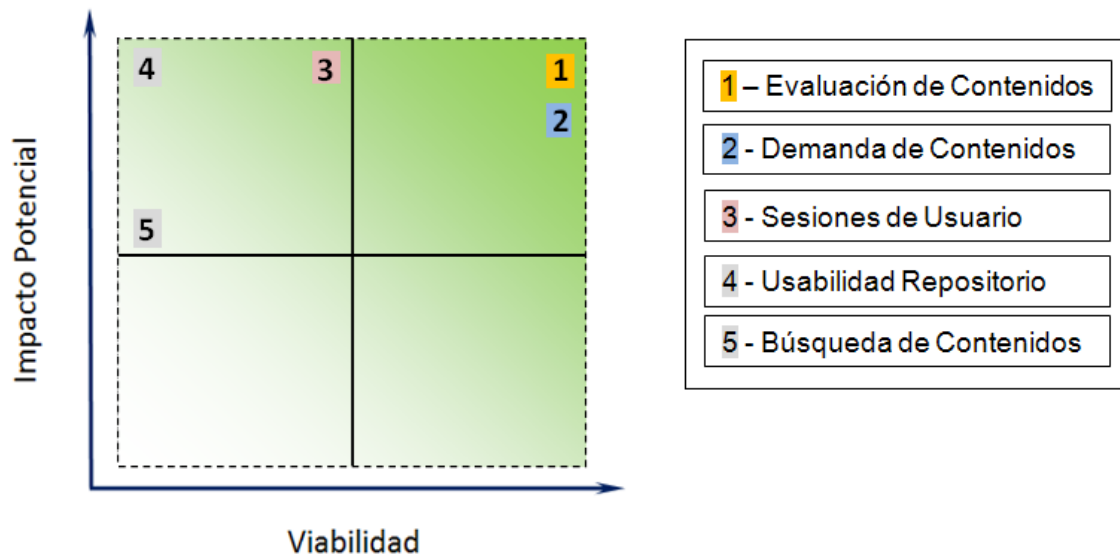 4
3
1
2
5
Impacto Potencial
Viabilidad
1 – Evaluación de Contenidos
2 - Demanda de Contenidos
3 - Sesiones de Usuario
4 - Usabilidad Repositorio
5 - Búsqueda de Contenidos